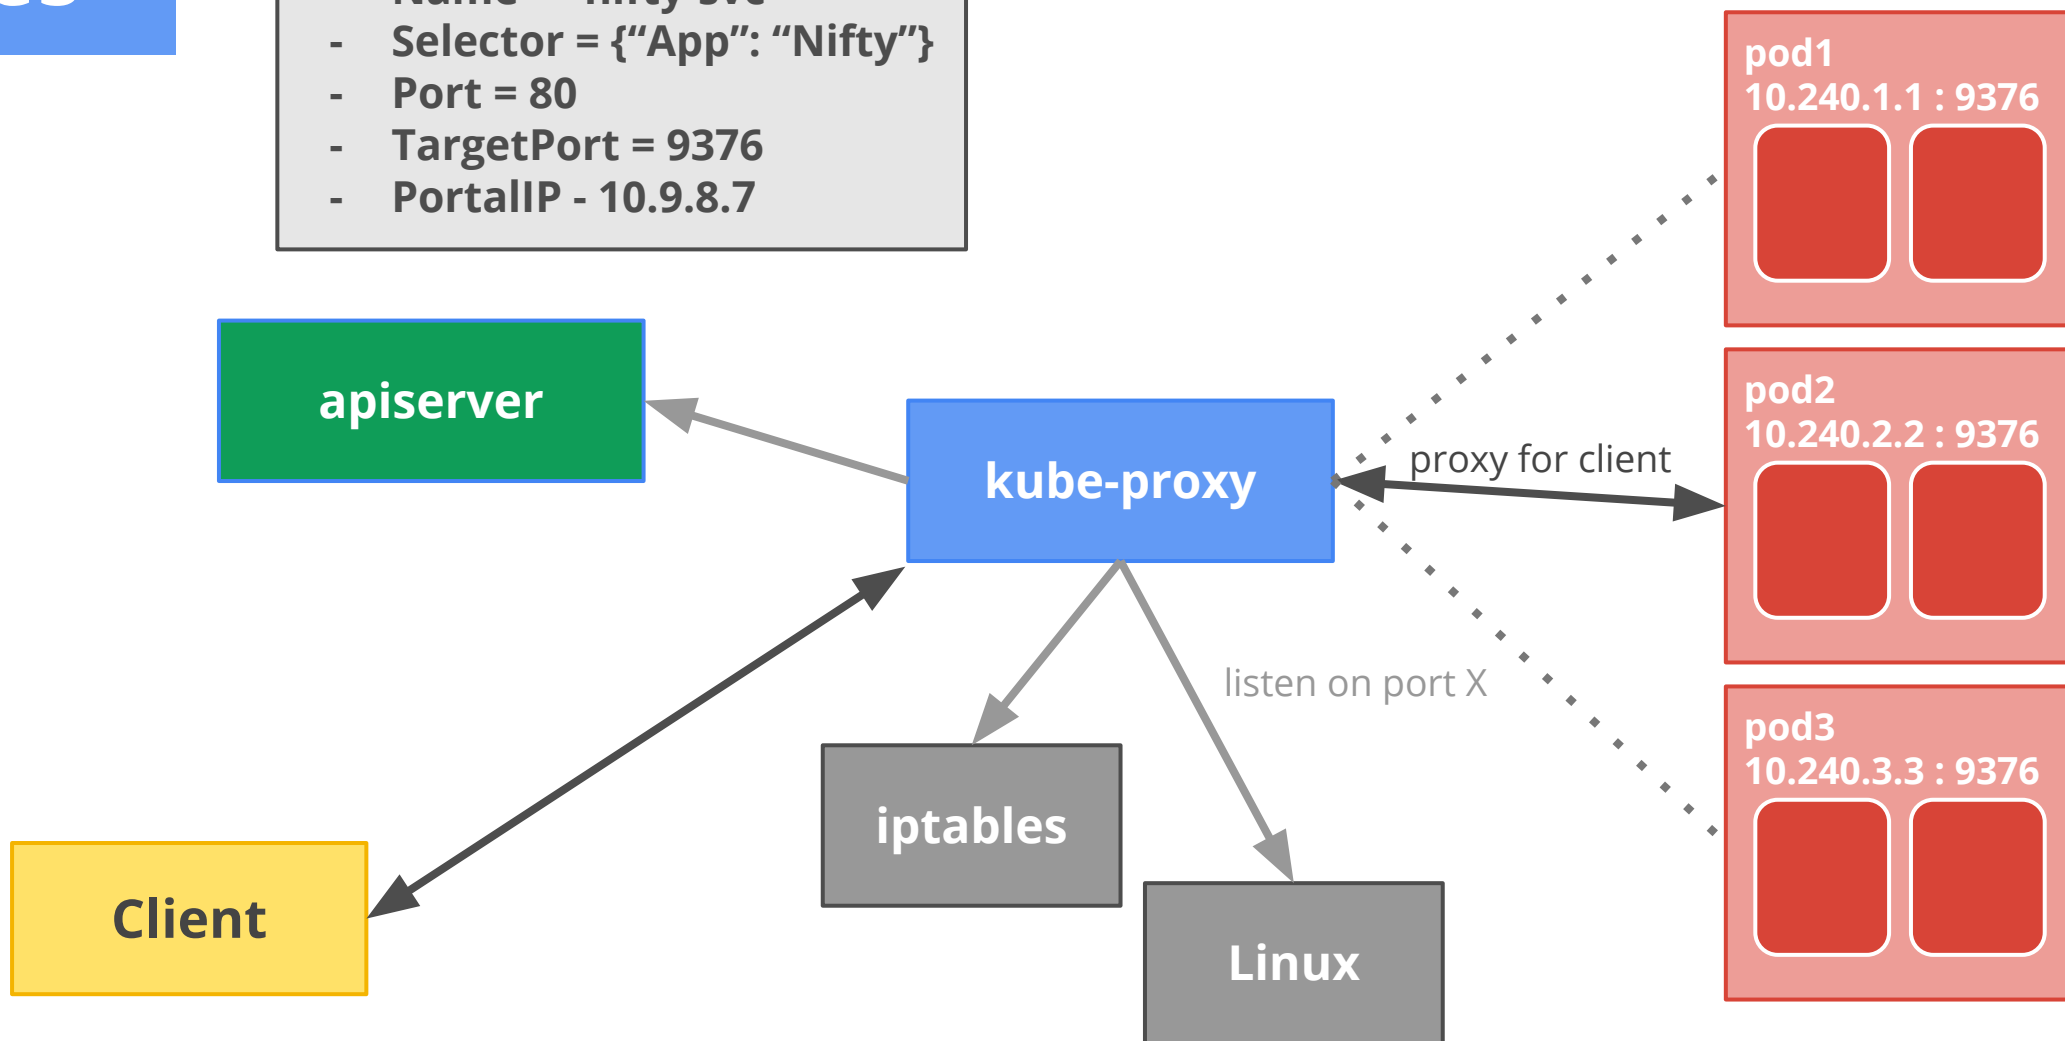 - Selector = {“App”: “Nifty”}
- Port = 80
- TargetPort = 9376
- PortalIP - 10.9.8.7
pod1
10.240.1.1 : 9376
apiserver
kube-proxy
proxy for client
pod2
10.240.2.2 : 9376
listen on port X
pod3
10.240.3.3 : 9376
iptables
Client
Linux